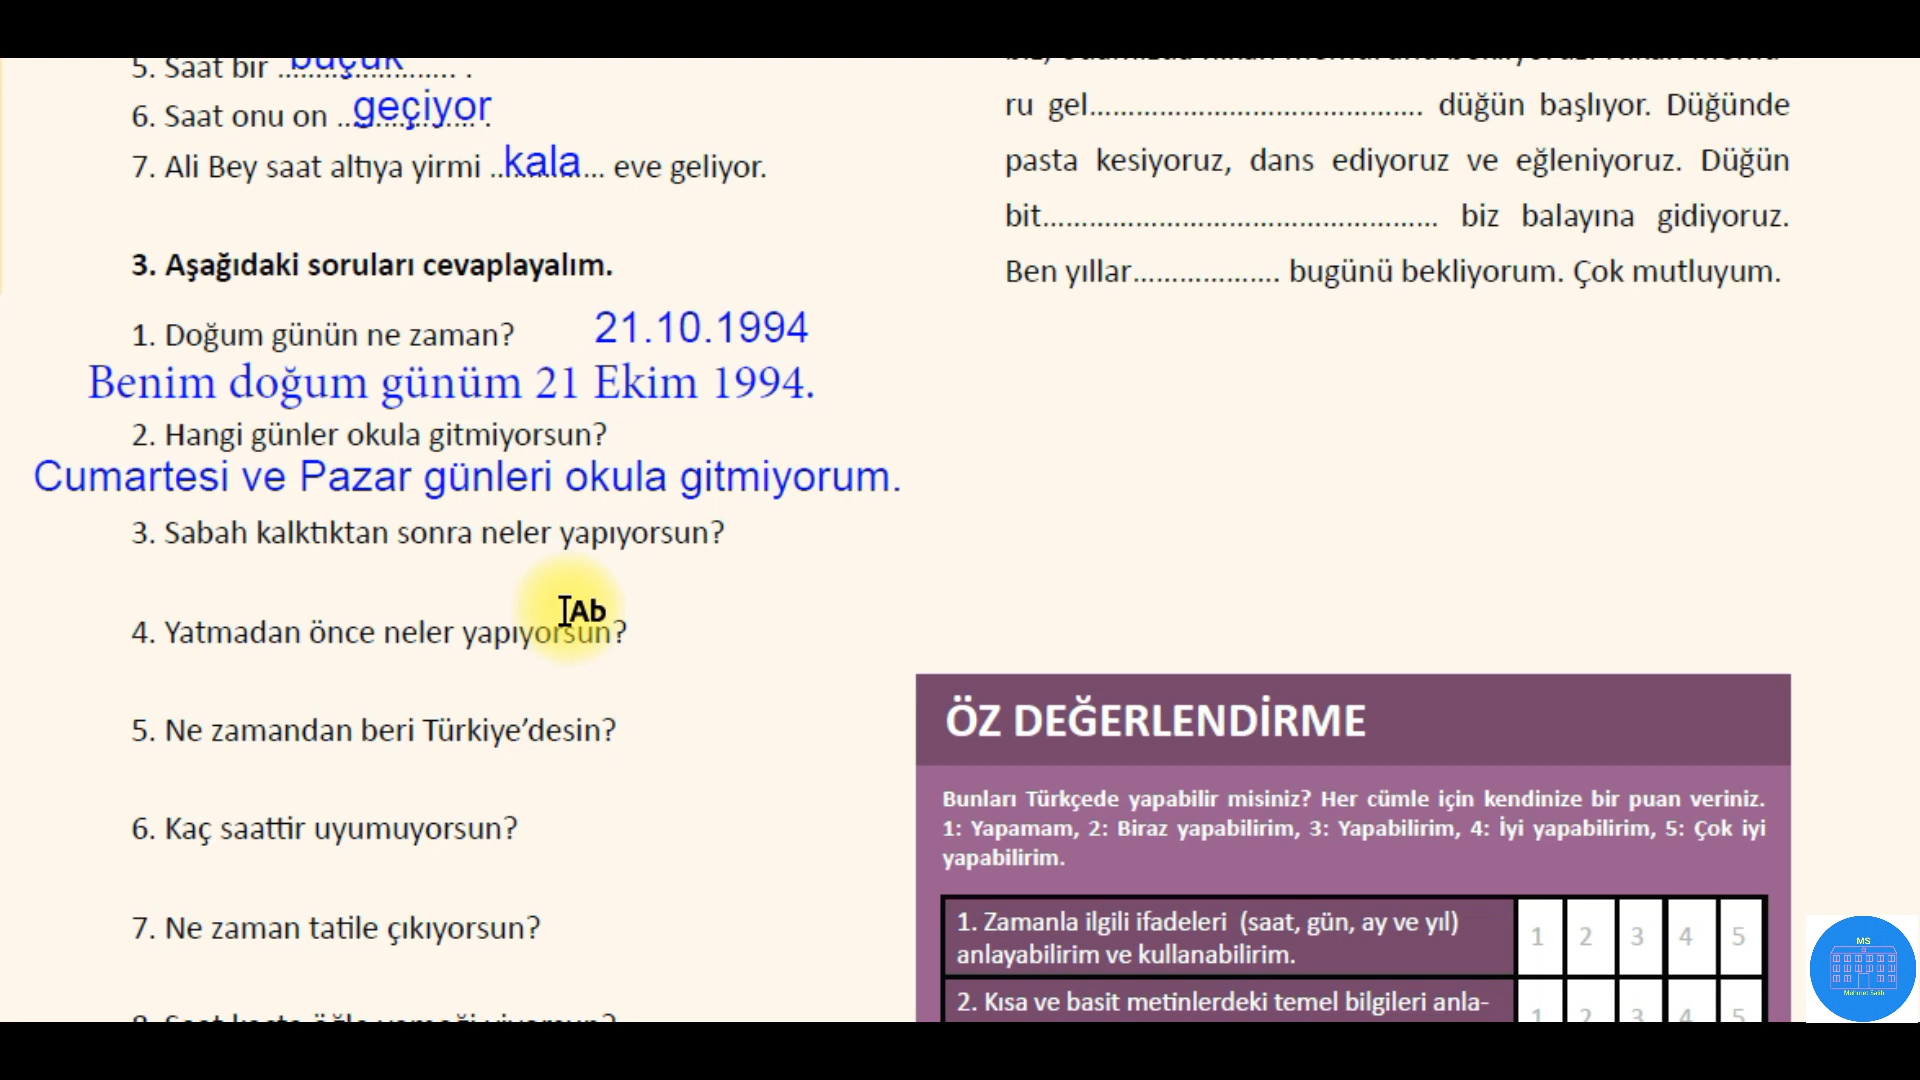 5. Saat bir buçuk .
6. Saat onu on geçiyor .
7. Ali Bey saat altıya yirmi kala eve geliyor.
3. Aşağıdaki soruları cevaplayalım.
1. Doğum günün ne zaman? 21.10.1994
Benim doğum günüm 21 Ekim 1994.
2. Hangi günler okula gitmiyorsun?
Cumartesi ve Pazar günleri okula gitmiyorum.
3. Sabah kalktıktan sonra neler yapıyorsun?
Ab
4. Yatmadan önce neler yapıyorsun?
5. Ne zamandan beri Türkiye'desin?
6. Kaç saattir uyumuyorsun?
7. Ne zaman tatile çıkıyorsun?
ru gel.......................................... düğün başlıyor. Düğünde
pasta kesiyoruz, dans ediyoruz ve eğleniyoruz. Düğün
bit.......................................... biz balayına gidiyoruz.
Ben yıllar................... bugünü bekliyorum. Çok mutluyum.
ÖZ DEĞERLENDİRME
Bunları Türkçede yapabilir misiniz? Her cümle için kendinize bir puan veriniz.
1: Yapamam, 2: Biraz yapabilirim, 3: Yapabilirim, 4: İyi yapabilirim, 5: Çok iyi
yapabilirim.
1. Zamanla ilgili ifadeleri (saat, gün, ay ve yıl)
anlayabilirim ve kullanabilirim.
1 2 3 4 5
2. Kısa ve basit metinlerdeki temel bilgileri anla-
1 2 3 4 5
MS
Mehmet Salih